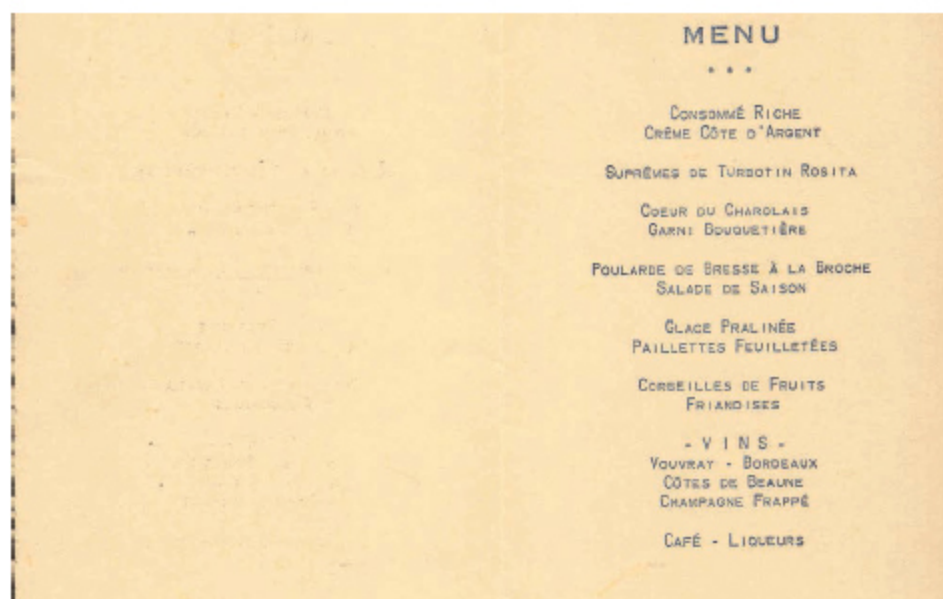 MENU
* * *
CONSOMMÉ RICHE
CRÈME CÔTE D'ARGENT
SUPRÊMES DE TURBOTIN ROSITA
COEUR DU CHAROLAIS
GARNI BOUQUETIÈRE
POULARDE DE BRESSE À LA BROCHE
SALADE DE SAISON
GLACE PRALINÉE
PAILLETTES FEUILLETÉES
CORBEILLES DE FRUITS
FRIANDISES
- VINS -
VOUVRAY - BORDEAUX
CÔTES DE BEAUNE
CHAMPAGNE FRAPPÉ
CAFÉ - LIQUEURS